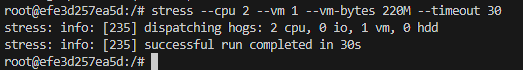 root@efe3d257ea5d:/# stress --cpu 2 --vm 1 --vm-bytes 220M --timeout 30
stress: info: [235] dispatching hogs: 2 cpu, 0 io, 1 vm, 0 hdd
stress: info: [235] successful run completed in 30s
root@efe3d257ea5d:/#